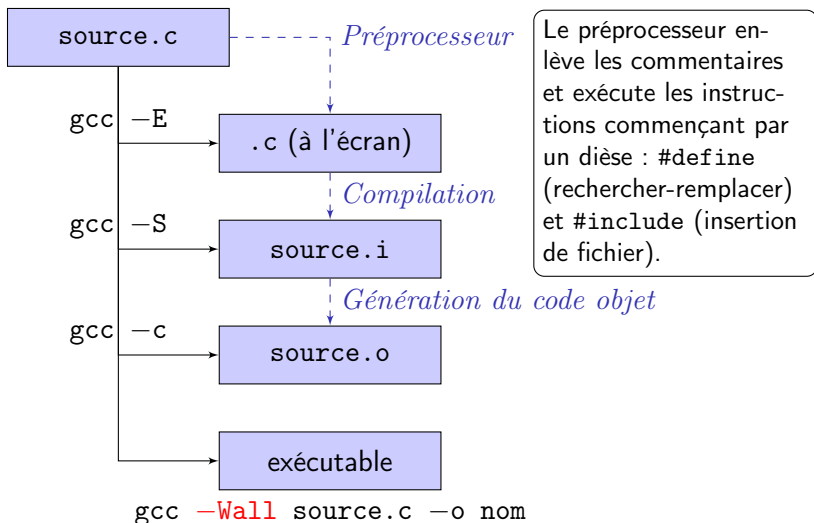 source.c
Préprocesseur
gcc −E
.c (à l'écran)
Compilation
gcc −S
source.i
Génération du code objet
gcc −c
source.o
exécutable
gcc −Wall source.c −o nom
Le préprocesseur en-
lève les commentaires
et exécute les instruc-
tions commençant par
un dièse : #define
(rechercher-remplacer)
et #include (insertion
de fichier).